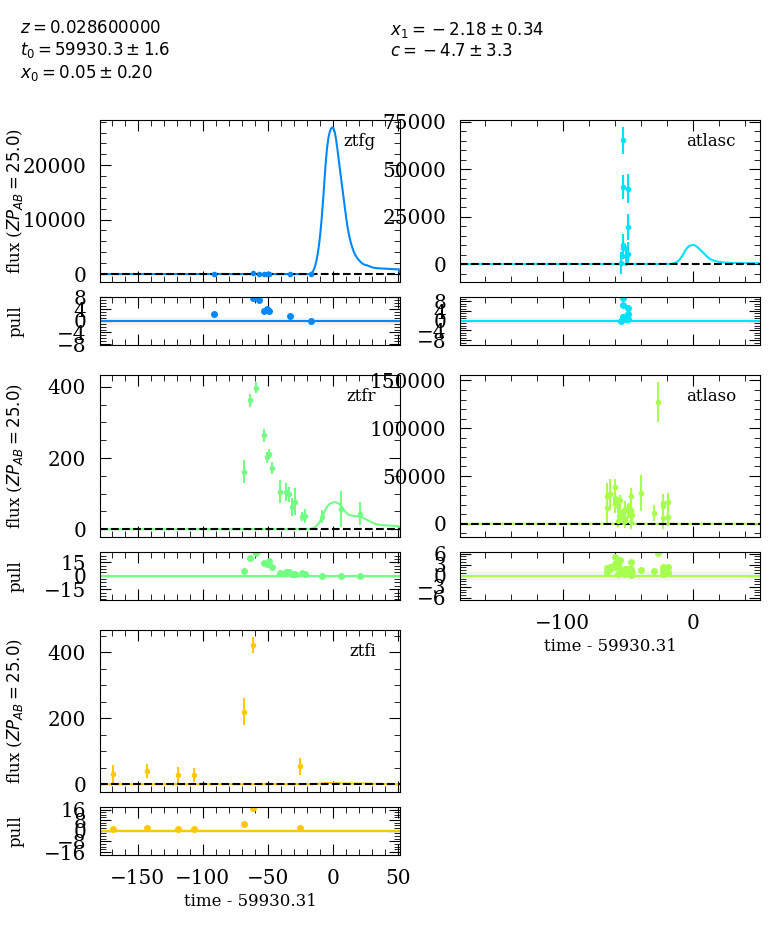 z = 0.028600000
t₀ = 59930.3 ± 1.6
x₀ = 0.05 ± 0.20
x₁ = −2.18 ± 0.34
c = −4.7 ± 3.3
flux (ZP_AB = 25.0)
20000
10000
0
ztfg
75000
50000
25000
0
atlasc
pull
8
4
0
−4
−8
8
4
0
−4
−8
flux (ZP_AB = 25.0)
400
200
0
ztfr
150000
100000
50000
0
atlaso
pull
15
0
−15
6
3
0
−3
−6
−100
0
time - 59930.31
flux (ZP_AB = 25.0)
400
200
0
ztfi
pull
16
8
0
−8
−16
−150
−100
−50
0
50
time - 59930.31